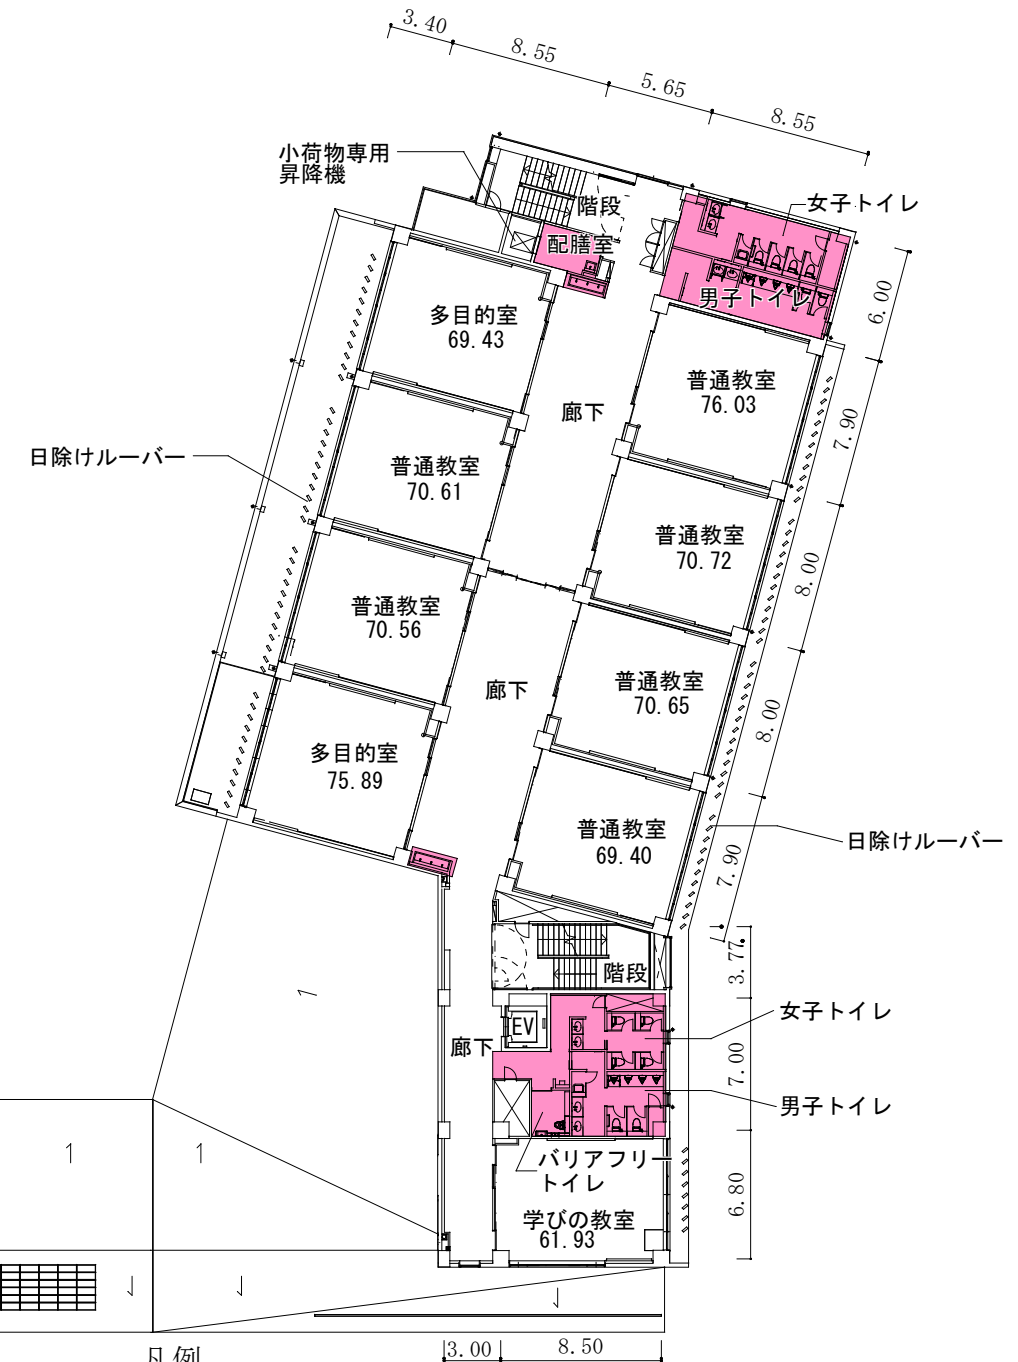 3.40
8.55
5.65
8.55
小荷物専用
昇降機
階段
女子トイレ
配膳室
男子トイレ
6.00
多目的室
69.43
普通教室
76.03
廊下
7.90
日除けルーバー
普通教室
70.61
普通教室
70.72
8.00
普通教室
70.56
廊下
普通教室
70.65
8.00
多目的室
75.89
普通教室
69.40
日除けルーバー
7.90
3.77
階段
EV
女子トイレ
廊下
7.00
男子トイレ
1
1
1
バリアフリー
トイレ
6.80
学びの教室
61.93
凡例
3.00
8.50